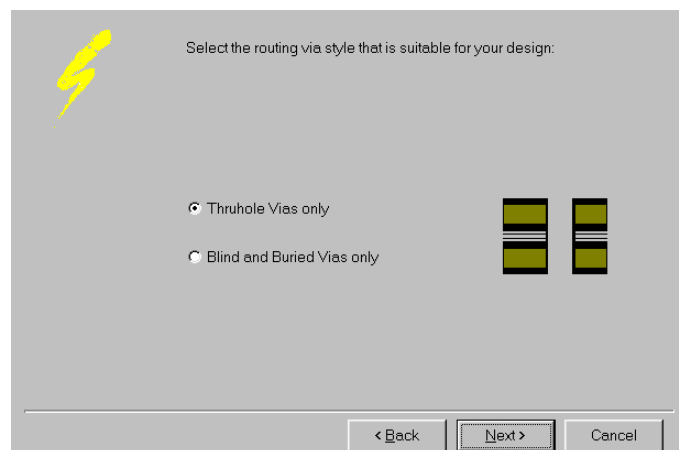 Select the routing via style that is suitable for your design:
Thruhole Vias only
Blind and Buried Vias only
< Back
Next >
Cancel